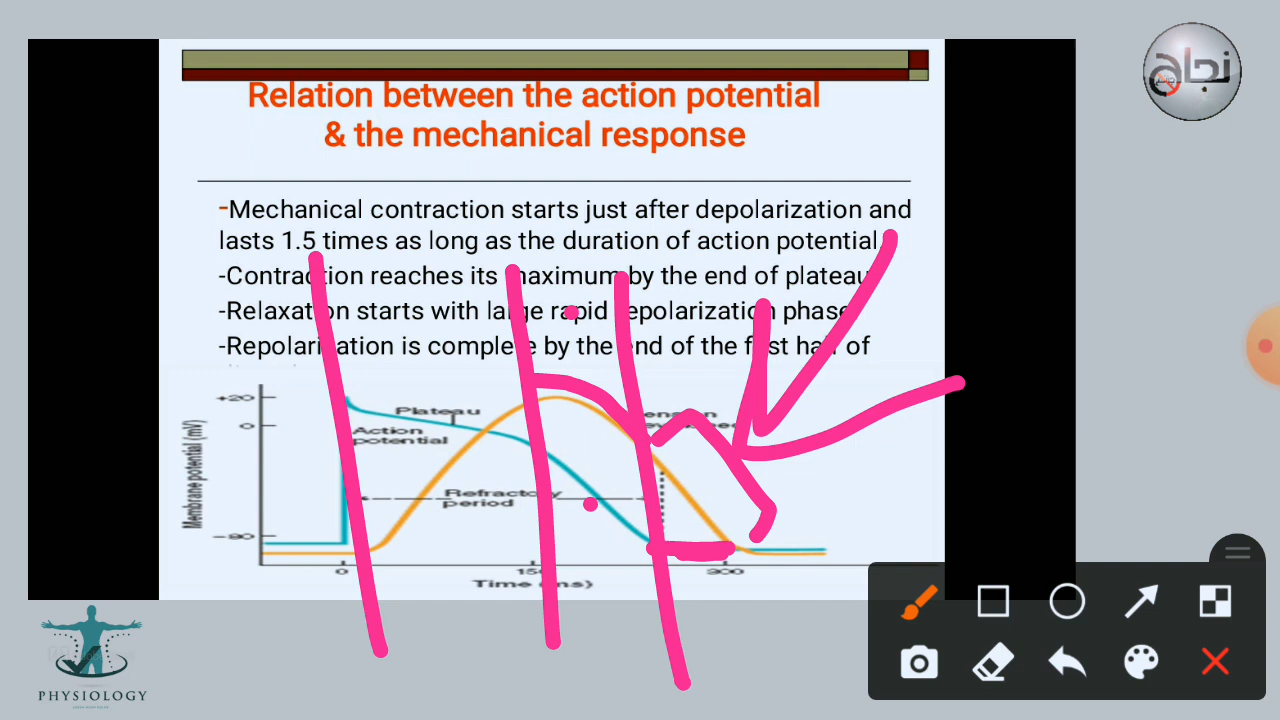 Relation between the action potential
& the mechanical response
-Mechanical contraction starts just after depolarization and
lasts 1.5 times as long as the duration of action potential.
-Contraction reaches its maximum by the end of plateau
-Relaxation starts with large rapid repolarization phase
-Repolarization is complete by the end of the first half of
+20
0
-90
Membrane potential (mV)
Plateau
Action
potential
Refractory
period
0
300
Time (ms)
نجاح
PHYSIOLOGY